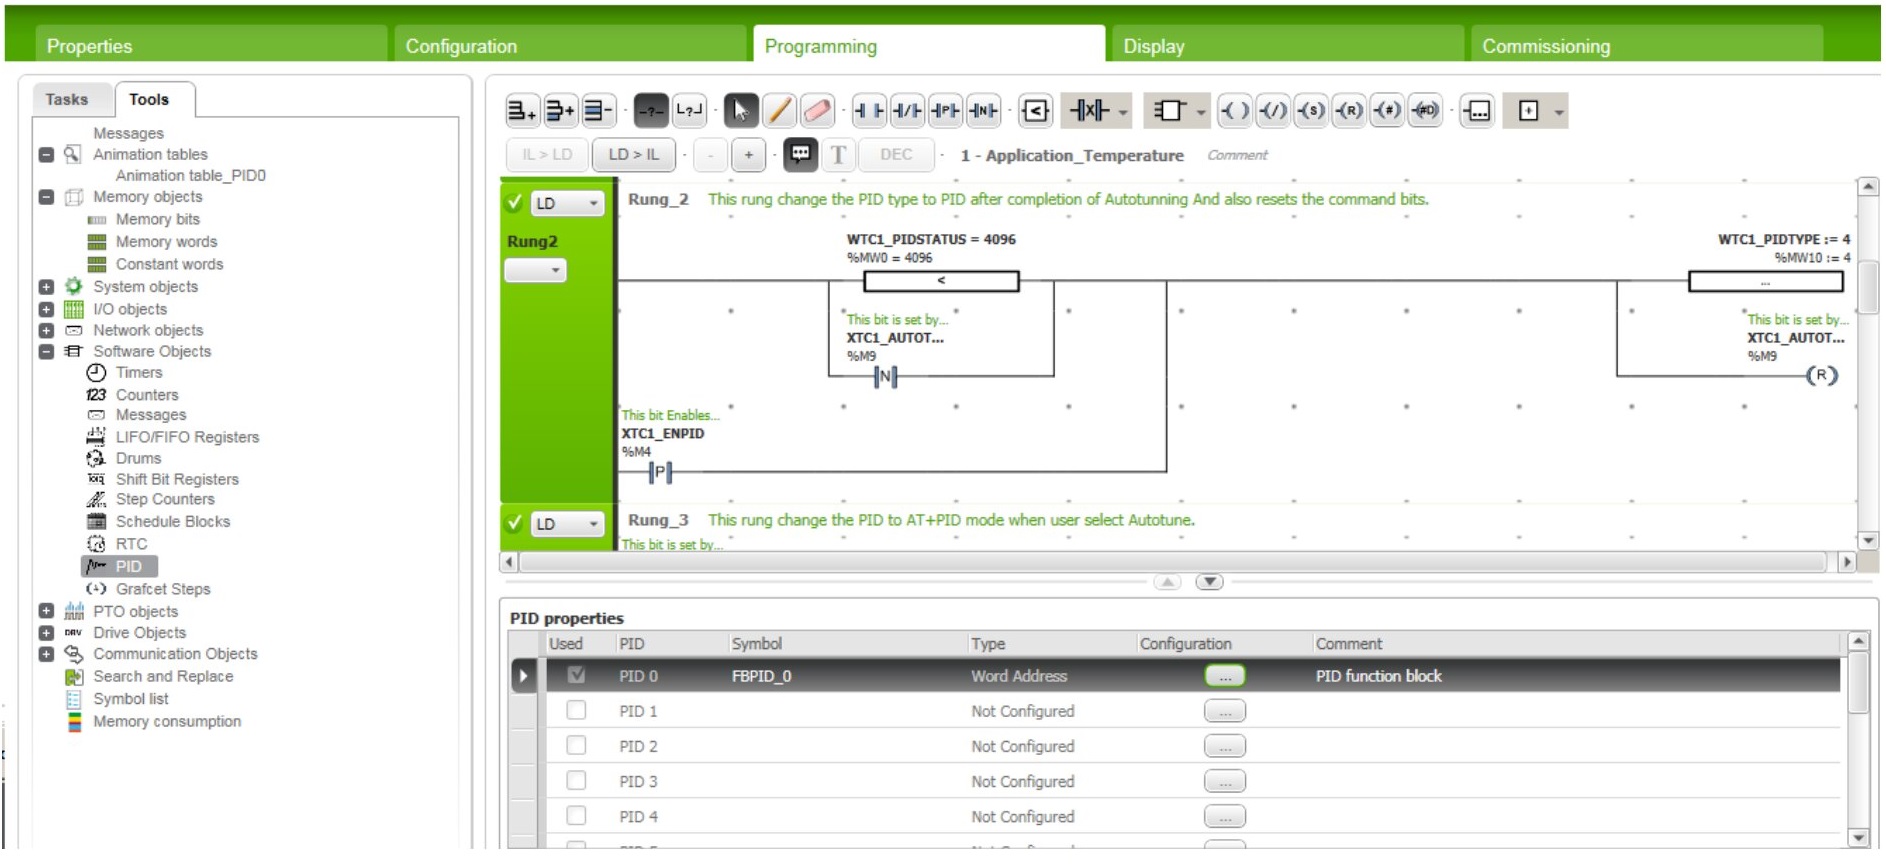 Properties
Configuration
Programming
Display
Commissioning
Tasks
Tools
Messages
Animation tables
Animation table_PID0
Memory objects
Memory bits
Memory words
Constant words
System objects
I/O objects
Network objects
Software Objects
Timers
123 Counters
Messages
LIFO/FIFO Registers
Drums
Shift Bit Registers
Step Counters
Schedule Blocks
RTC
PID
Grafcet Steps
PTO objects
DRV Drive Objects
Communication Objects
Search and Replace
Symbol list
Memory consumption
IL > LD
LD > IL
- + T DEC
1 - Application_Temperature Comment
LD
Rung_2 This rung change the PID type to PID after completion of Autotunning And also resets the command bits.
Rung2
WTC1_PIDSTATUS = 4096
%MW0 = 4096
<
WTC1_PIDTYPE := 4
%MW10 := 4
...
This bit is set by...
XTC1_AUTOT...
%M9
N
This bit is set by...
XTC1_AUTOT...
%M9
R
This bit Enables...
XTC1_ENPID
%M4
P
LD
Rung_3 This rung change the PID to AT+PID mode when user select Autotune.
This bit is set by...
PID properties
Used PID Symbol Type Configuration Comment
PID 0 FBPID_0 Word Address ... PID function block
PID 1 Not Configured ...
PID 2 Not Configured ...
PID 3 Not Configured ...
PID 4 Not Configured ...